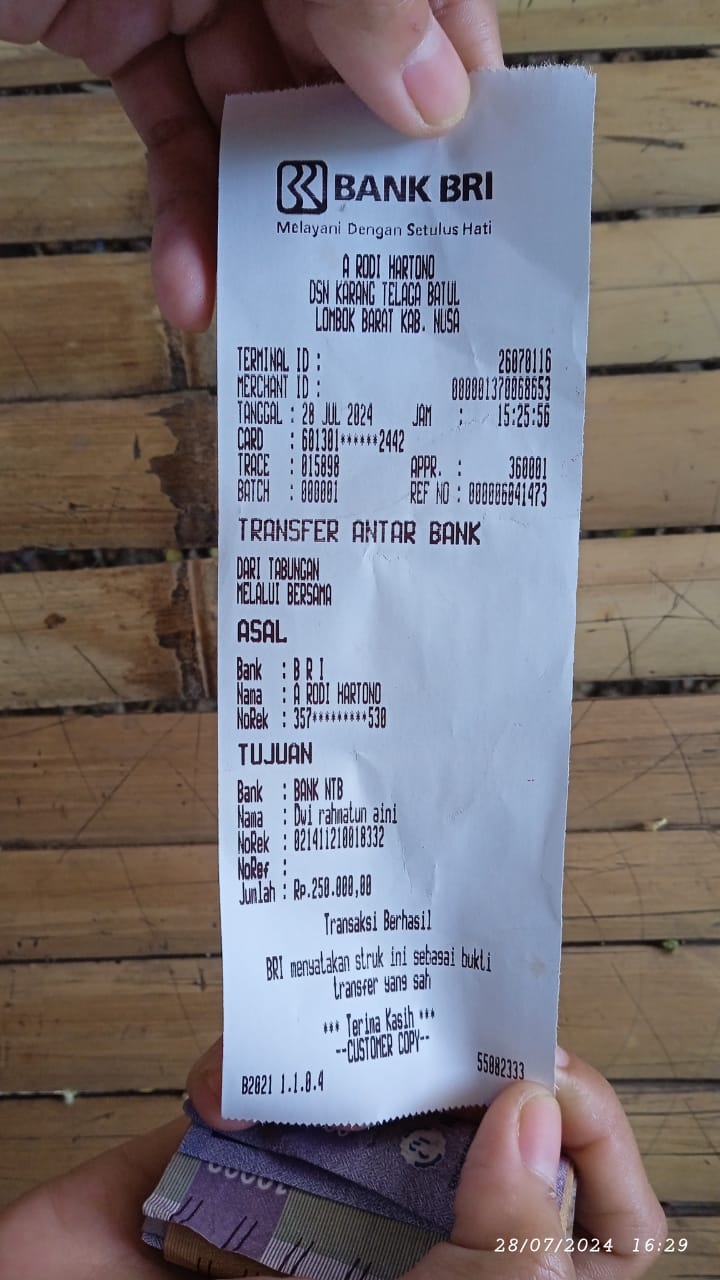 BANK BRI
Melayani Dengan Setulus Hati
A RODI HARTONO
DSN KARANG TELAGA BATUL
LOMBOK BARAT KAB. NUSA
TERMINAL ID : 26070116
MERCHANT ID : 000001370068653
TANGGAL : 28 JUL 2024 JAM : 15:25:56
CARD : 601301******2442
TRACE : 015898 APPR. : 360001
BATCH : 000001 REF NO : 000006041473
TRANSFER ANTAR BANK
DARI TABUNGAN
MELALUI BERSAMA
ASAL
Bank : B R I
Nama : A RODI HARTONO
NoRek : 357*********530
TUJUAN
Bank : BANK NTB
Nama : Dwi rahmatun aini
NoRek : 021411210018332
NoRef :
Jumlah : Rp.250.000,00
Transaksi Berhasil
BRI menyatakan struk ini sebagai bukti
transfer yang sah
*** Terima Kasih ***
--CUSTOMER COPY--
B2021 1.1.0.4 55082333
28/07/2024 16:29